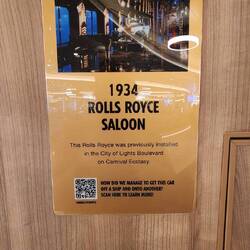 1934
ROLLS ROYCE
SALOON
This Rolls Royce was previously installed
in the City of Lights Boulevard
on Carnival Ecstasy.
HOW DID WE MANAGE TO GET THIS CAR
OFF A SHIP AND ONTO ANOTHER?
SCAN HERE TO LEARN MORE!